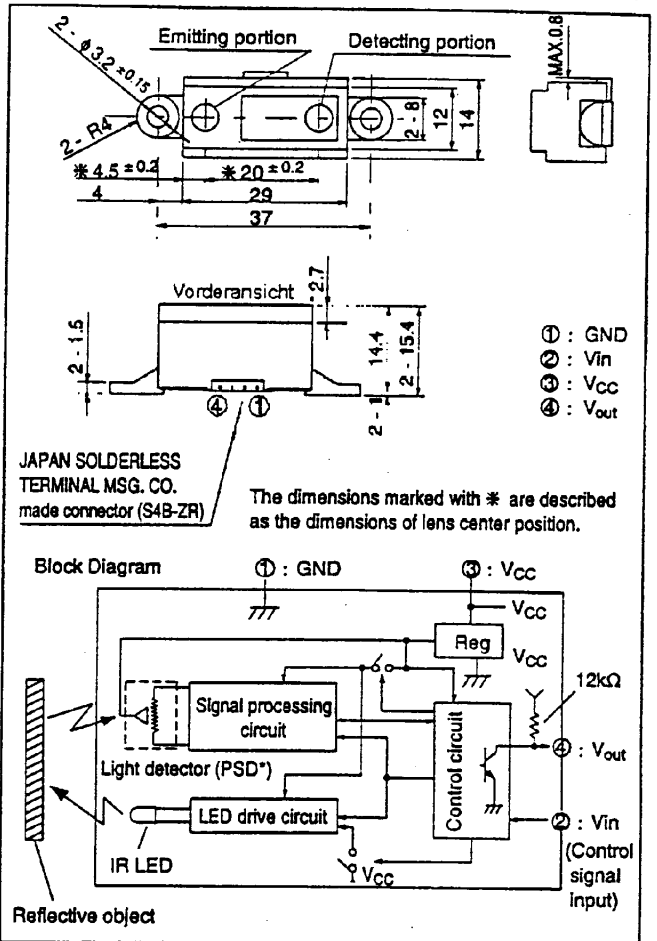 2 - φ3.2 ±0.15
Emitting portion
Detecting portion
MAX.0.8
2 - R4
2 - 8
12
14
※4.5 ±0.2
※20 ±0.2
4
29
37
Vorderansicht
2.7
2 - 1.5
14.4
2 - 15.4
2 - 1
④ ①
① : GND
② : Vin
③ : VCC
④ : Vout
JAPAN SOLDERLESS
TERMINAL MSG. CO.
made connector (S4B-ZR)
The dimensions marked with ※ are described
as the dimensions of lens center position.
Block Diagram
① : GND
③ : VCC
VCC
Reg
VCC
12kΩ
Signal processing
circuit
Control circuit
④ : Vout
Light detector (PSD*)
LED drive circuit
② : Vin
(Control
signal
input)
IR LED
VCC
Reflective object